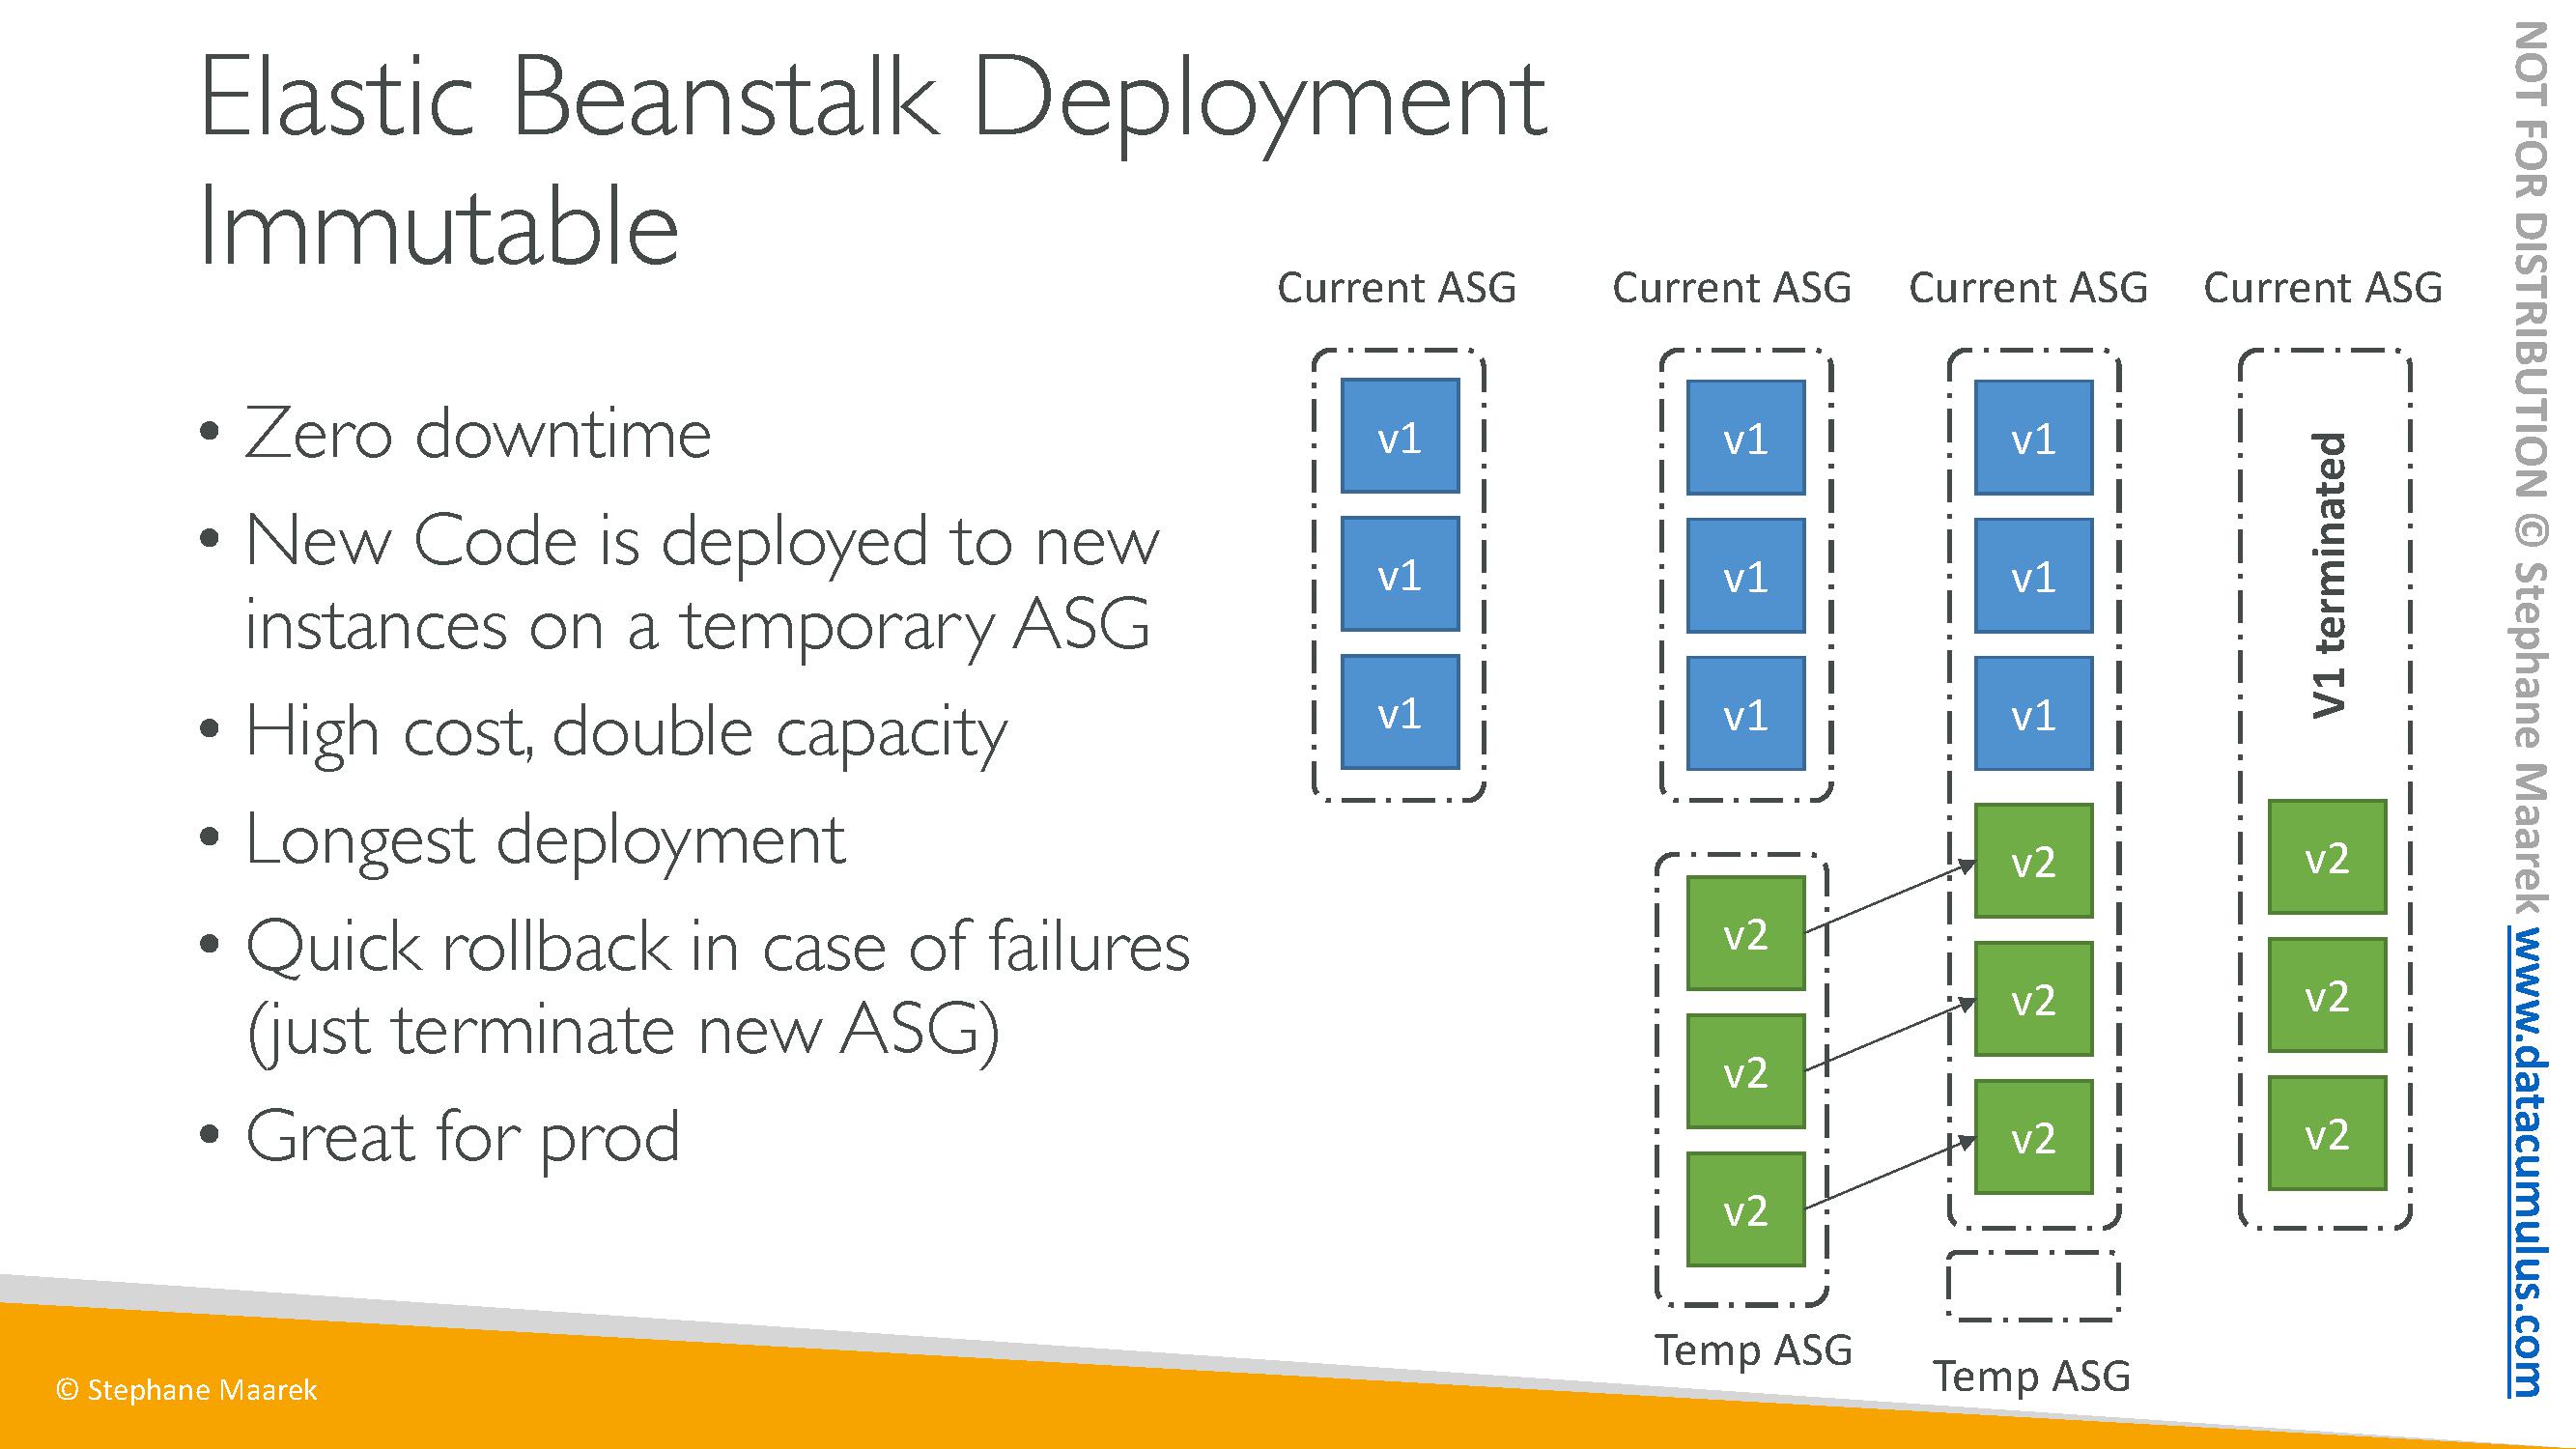 Elastic Beanstalk Deployment
Immutable
• Zero downtime
• New Code is deployed to new
instances on a temporary ASG
• High cost, double capacity
• Longest deployment
• Quick rollback in case of failures
(just terminate new ASG)
• Great for prod
Current ASG
v1
v1
v1
Current ASG
v1
v1
v1
v2
v2
v2
Temp ASG
Current ASG
v1
v1
v1
v2
v2
v2
Temp ASG
Current ASG
V1 terminated
v2
v2
v2
© Stephane Maarek
NOT FOR DISTRIBUTION © Stephane Maarek www.datacumulus.com